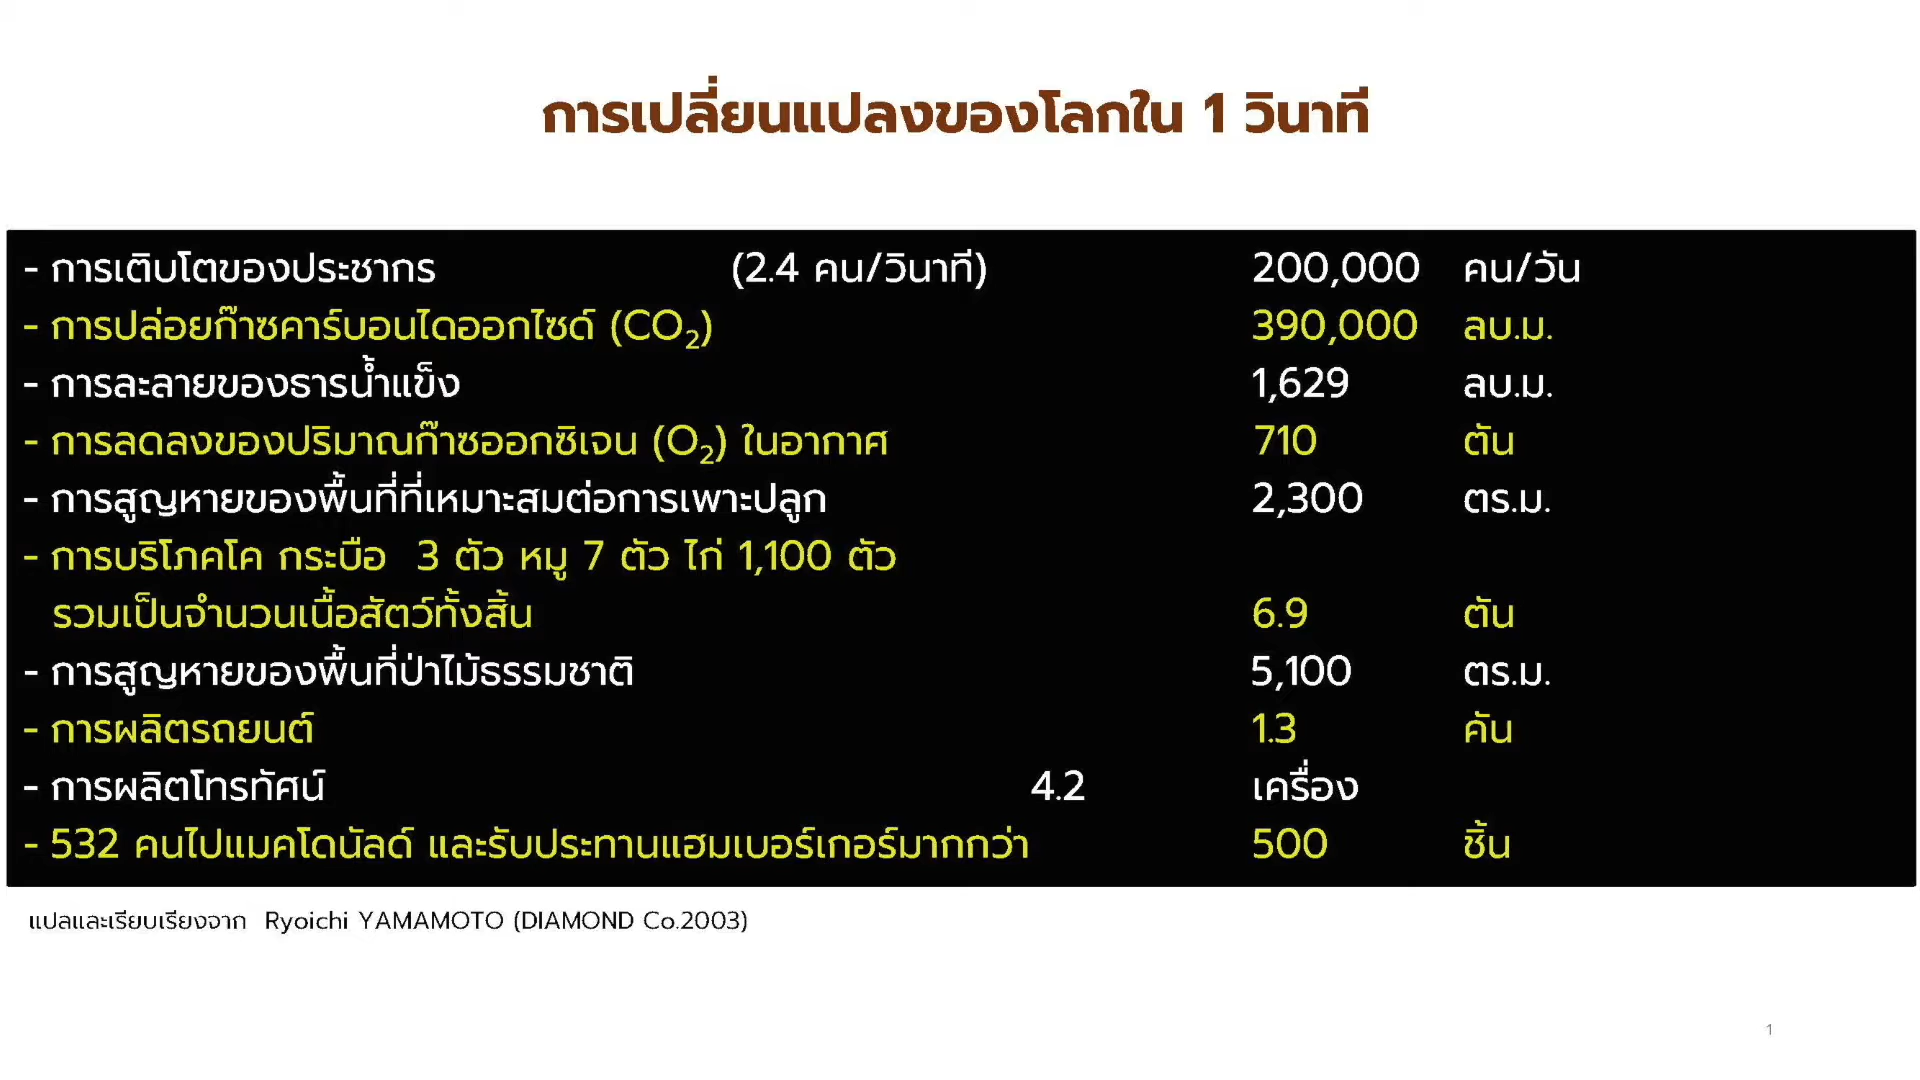 การเปลี่ยนแปลงของโลกใน 1 วินาที
- การเติบโตของประชากร (2.4 คน/วินาที) 200,000 คน/วัน
- การปล่อยก๊าซคาร์บอนไดออกไซด์ (CO₂) 390,000 ลบ.ม.
- การละลายของธารน้ำแข็ง 1,629 ลบ.ม.
- การลดลงของปริมาณก๊าซออกซิเจน (O₂) ในอากาศ 710 ตัน
- การสูญหายของพื้นที่ที่เหมาะสมต่อการเพาะปลูก 2,300 ตร.ม.
- การบริโภคโค กระบือ 3 ตัว หมู 7 ตัว ไก่ 1,100 ตัว
รวมเป็นจำนวนเนื้อสัตว์ทั้งสิ้น 6.9 ตัน
- การสูญหายของพื้นที่ป่าไม้ธรรมชาติ 5,100 ตร.ม.
- การผลิตรถยนต์ 1.3 คัน
- การผลิตโทรทัศน์ 4.2 เครื่อง
- 532 คนไปแมคโดนัลด์ และรับประทานแฮมเบอร์เกอร์มากกว่า 500 ชิ้น
แปลและเรียบเรียงจาก Ryoichi YAMAMOTO (DIAMOND Co.2003)
1